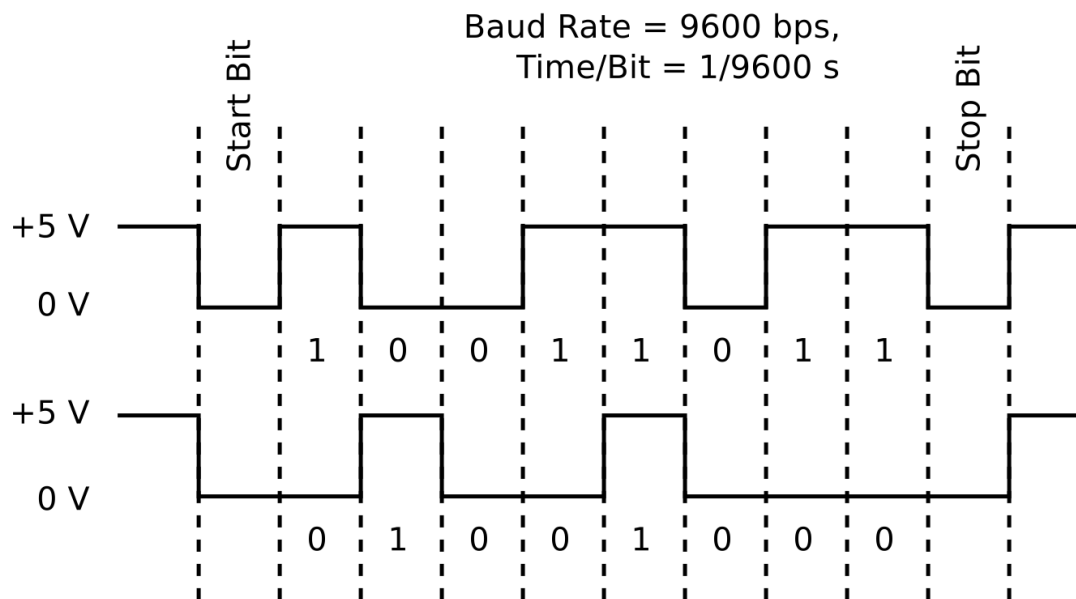 Baud Rate = 9600 bps,
Time/Bit = 1/9600 s
Start Bit
Stop Bit
+5 V
0 V
1 0 0 1 1 0 1 1
+5 V
0 V
0 1 0 0 1 0 0 0